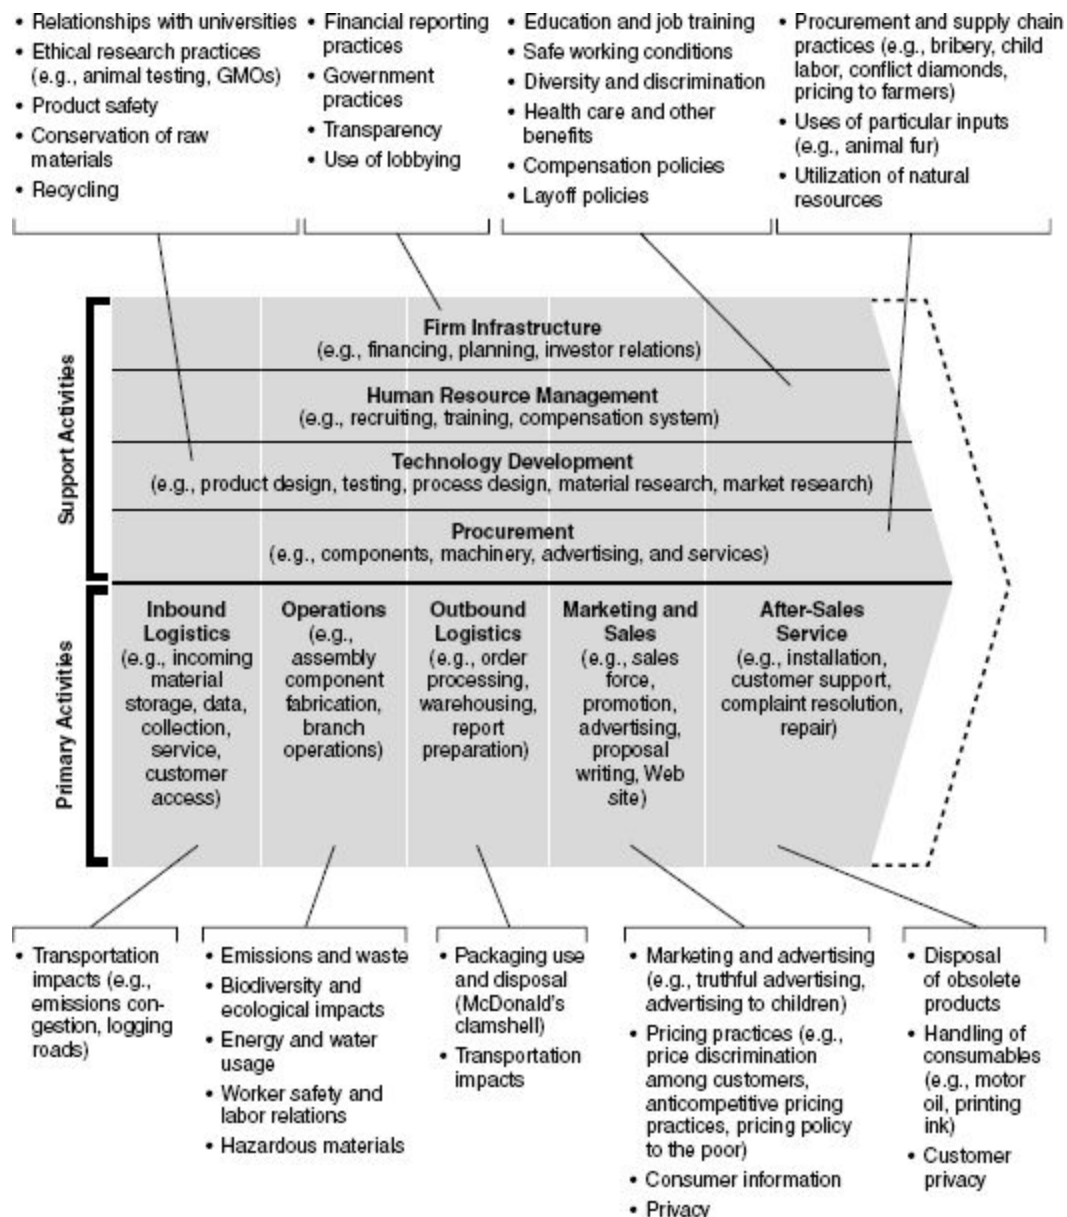 • Relationships with universities
• Ethical research practices
(e.g., animal testing, GMOs)
• Product safety
• Conservation of raw
materials
• Recycling
• Financial reporting
practices
• Government
practices
• Transparency
• Use of lobbying
• Education and job training
• Safe working conditions
• Diversity and discrimination
• Health care and other
benefits
• Compensation policies
• Layoff policies
• Procurement and supply chain
practices (e.g., bribery, child
labor, conflict diamonds,
pricing to farmers)
• Uses of particular inputs
(e.g., animal fur)
• Utilization of natural
resources
Support Activities
Firm Infrastructure
(e.g., financing, planning, investor relations)
Human Resource Management
(e.g., recruiting, training, compensation system)
Technology Development
(e.g., product design, testing, process design, material research, market research)
Procurement
(e.g., components, machinery, advertising, and services)
Primary Activities
Inbound
Logistics
(e.g., incoming
material
storage, data,
collection,
service,
customer
access)
Operations
(e.g.,
assembly
component
fabrication,
branch
operations)
Outbound
Logistics
(e.g., order
processing,
warehousing,
report
preparation)
Marketing and
Sales
(e.g., sales
force,
promotion,
advertising,
proposal
writing, Web
site)
After-Sales
Service
(e.g., installation,
customer support,
complaint resolution,
repair)
• Transportation
impacts (e.g.,
emissions con-
gestion, logging
roads)
• Emissions and waste
• Biodiversity and
ecological impacts
• Energy and water
usage
• Worker safety and
labor relations
• Hazardous materials
• Packaging use
and disposal
(McDonald's
clamshell)
• Transportation
impacts
• Marketing and advertising
(e.g., truthful advertising,
advertising to children)
• Pricing practices (e.g.,
price discrimination
among customers,
anticompetitive pricing
practices, pricing policy
to the poor)
• Consumer information
• Privacy
• Disposal
of obsolete
products
• Handling of
consumables
(e.g., motor
oil, printing
ink)
• Customer
privacy